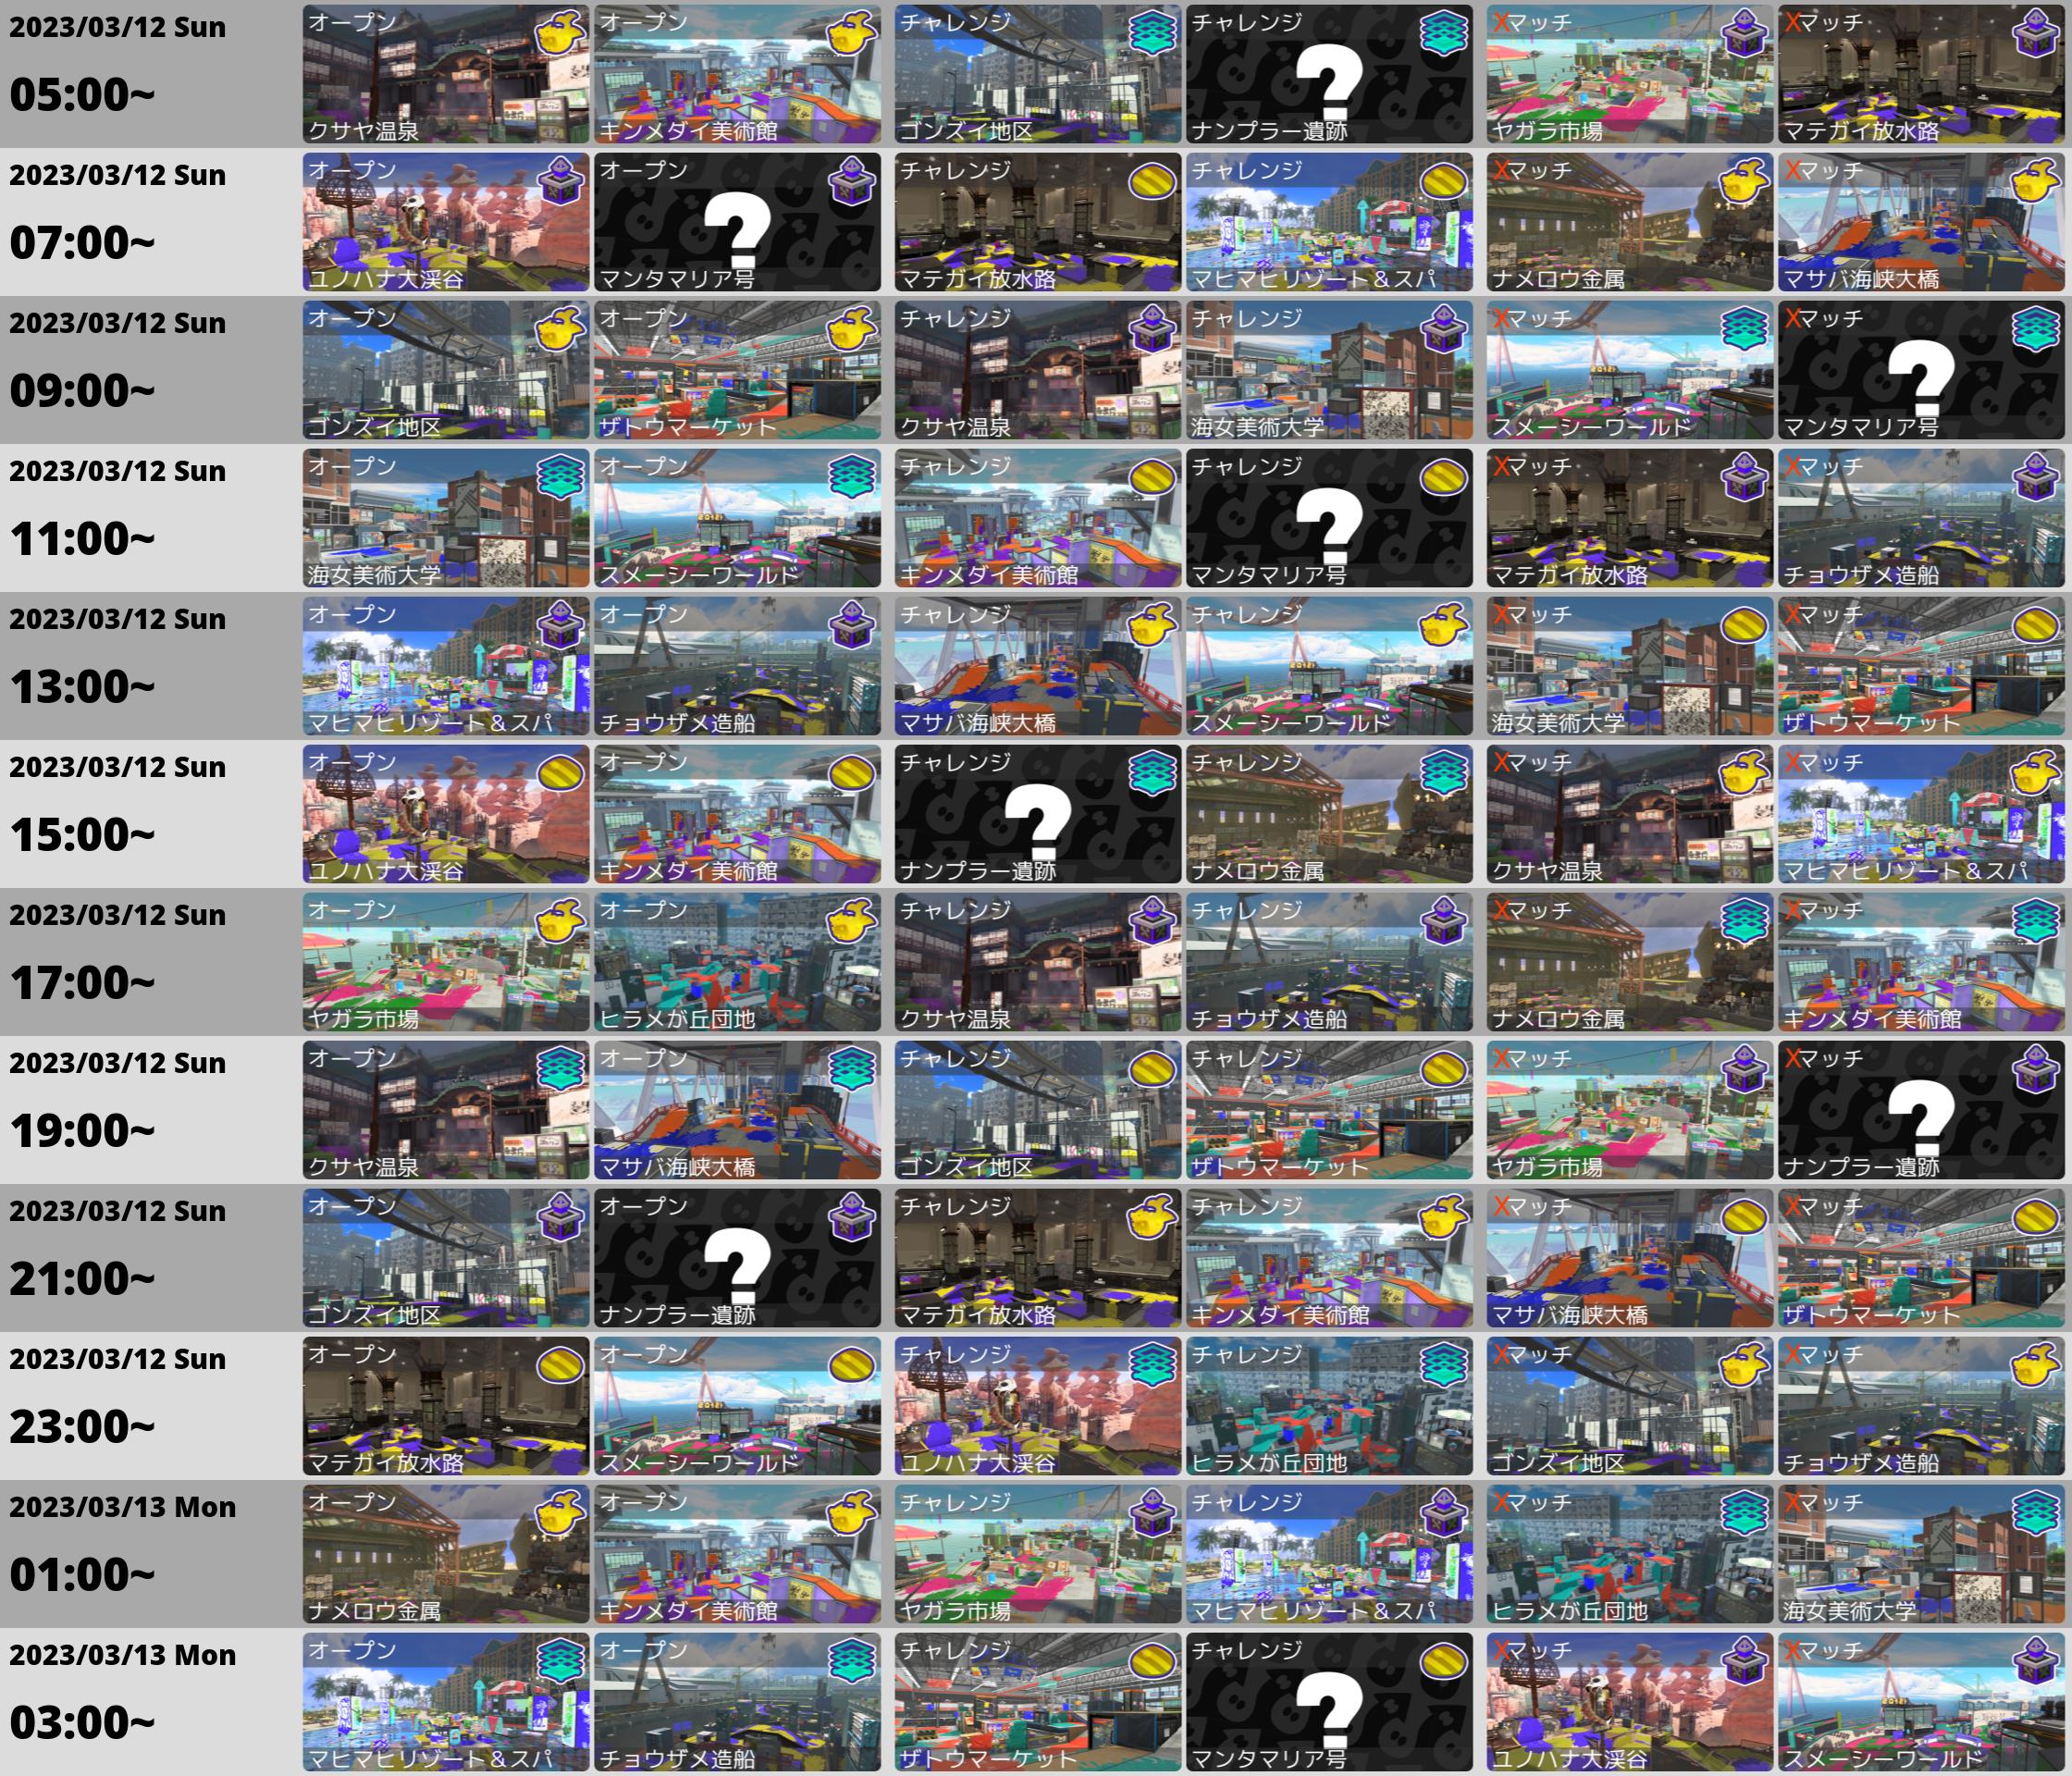 2023/03/12 Sun
05:00~
オープン
クサヤ温泉
オープン
キンメダイ美術館
チャレンジ
ゴンズイ地区
チャレンジ
ナンプラー遺跡
Xマッチ
ヤガラ市場
Xマッチ
マテガイ放水路
2023/03/12 Sun
07:00~
オープン
ユノハナ大渓谷
オープン
マンタマリア号
チャレンジ
マテガイ放水路
チャレンジ
マヒマヒリゾート&スパ
Xマッチ
ナメロウ金属
Xマッチ
マサバ海峡大橋
2023/03/12 Sun
09:00~
オープン
ゴンズイ地区
オープン
ザトウマーケット
チャレンジ
クサヤ温泉
チャレンジ
海女美術大学
Xマッチ
スメーシーワールド
Xマッチ
マンタマリア号
2023/03/12 Sun
11:00~
オープン
海女美術大学
オープン
スメーシーワールド
チャレンジ
キンメダイ美術館
チャレンジ
マンタマリア号
Xマッチ
マテガイ放水路
Xマッチ
チョウザメ造船
2023/03/12 Sun
13:00~
オープン
マヒマヒリゾート&スパ
オープン
チョウザメ造船
チャレンジ
マサバ海峡大橋
チャレンジ
スメーシーワールド
Xマッチ
海女美術大学
Xマッチ
ザトウマーケット
2023/03/12 Sun
15:00~
オープン
ユノハナ大渓谷
オープン
キンメダイ美術館
チャレンジ
ナンプラー遺跡
チャレンジ
ナメロウ金属
Xマッチ
クサヤ温泉
Xマッチ
マヒマヒリゾート&スパ
2023/03/12 Sun
17:00~
オープン
ヤガラ市場
オープン
ヒラメが丘団地
チャレンジ
クサヤ温泉
チャレンジ
チョウザメ造船
Xマッチ
ナメロウ金属
Xマッチ
キンメダイ美術館
2023/03/12 Sun
19:00~
オープン
クサヤ温泉
オープン
マサバ海峡大橋
チャレンジ
ゴンズイ地区
チャレンジ
ザトウマーケット
Xマッチ
ヤガラ市場
Xマッチ
ナンプラー遺跡
2023/03/12 Sun
21:00~
オープン
ゴンズイ地区
オープン
ナンプラー遺跡
チャレンジ
マテガイ放水路
チャレンジ
キンメダイ美術館
Xマッチ
マサバ海峡大橋
Xマッチ
ザトウマーケット
2023/03/12 Sun
23:00~
オープン
マテガイ放水路
オープン
スメーシーワールド
チャレンジ
ユノハナ大渓谷
チャレンジ
ヒラメが丘団地
Xマッチ
ゴンズイ地区
Xマッチ
チョウザメ造船
2023/03/13 Mon
01:00~
オープン
ナメロウ金属
オープン
キンメダイ美術館
チャレンジ
ヤガラ市場
チャレンジ
マヒマヒリゾート&スパ
Xマッチ
ヒラメが丘団地
Xマッチ
海女美術大学
2023/03/13 Mon
03:00~
オープン
マヒマヒリゾート&スパ
オープン
チョウザメ造船
チャレンジ
ザトウマーケット
チャレンジ
マンタマリア号
Xマッチ
ユノハナ大渓谷
Xマッチ
スメーシーワールド